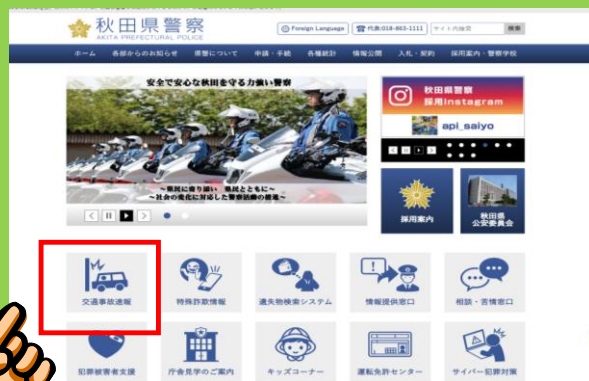 秋田県警察
AKITA PREFECTURAL POLICE
Foreign Language
代表:018-863-1111
サイト内検索
検索
ホーム
各部からのお知らせ
県警について
申請・手続
各種統計
情報公開
入札・契約
採用案内・警察学校
安全で安心な秋田を守る力強い警察
～県民に寄り添い 県民とともに～
～社会の変化に対応した警察活動の推進～
秋田県警察
採用Instagram
api_saiyo
採用案内
秋田県
公安委員会
交通事故速報
特殊詐欺情報
遺失物検索システム
情報提供窓口
相談・苦情窓口
犯罪被害者支援
庁舎見学のご案内
キッズコーナー
運転免許センター
サイバー犯罪対策